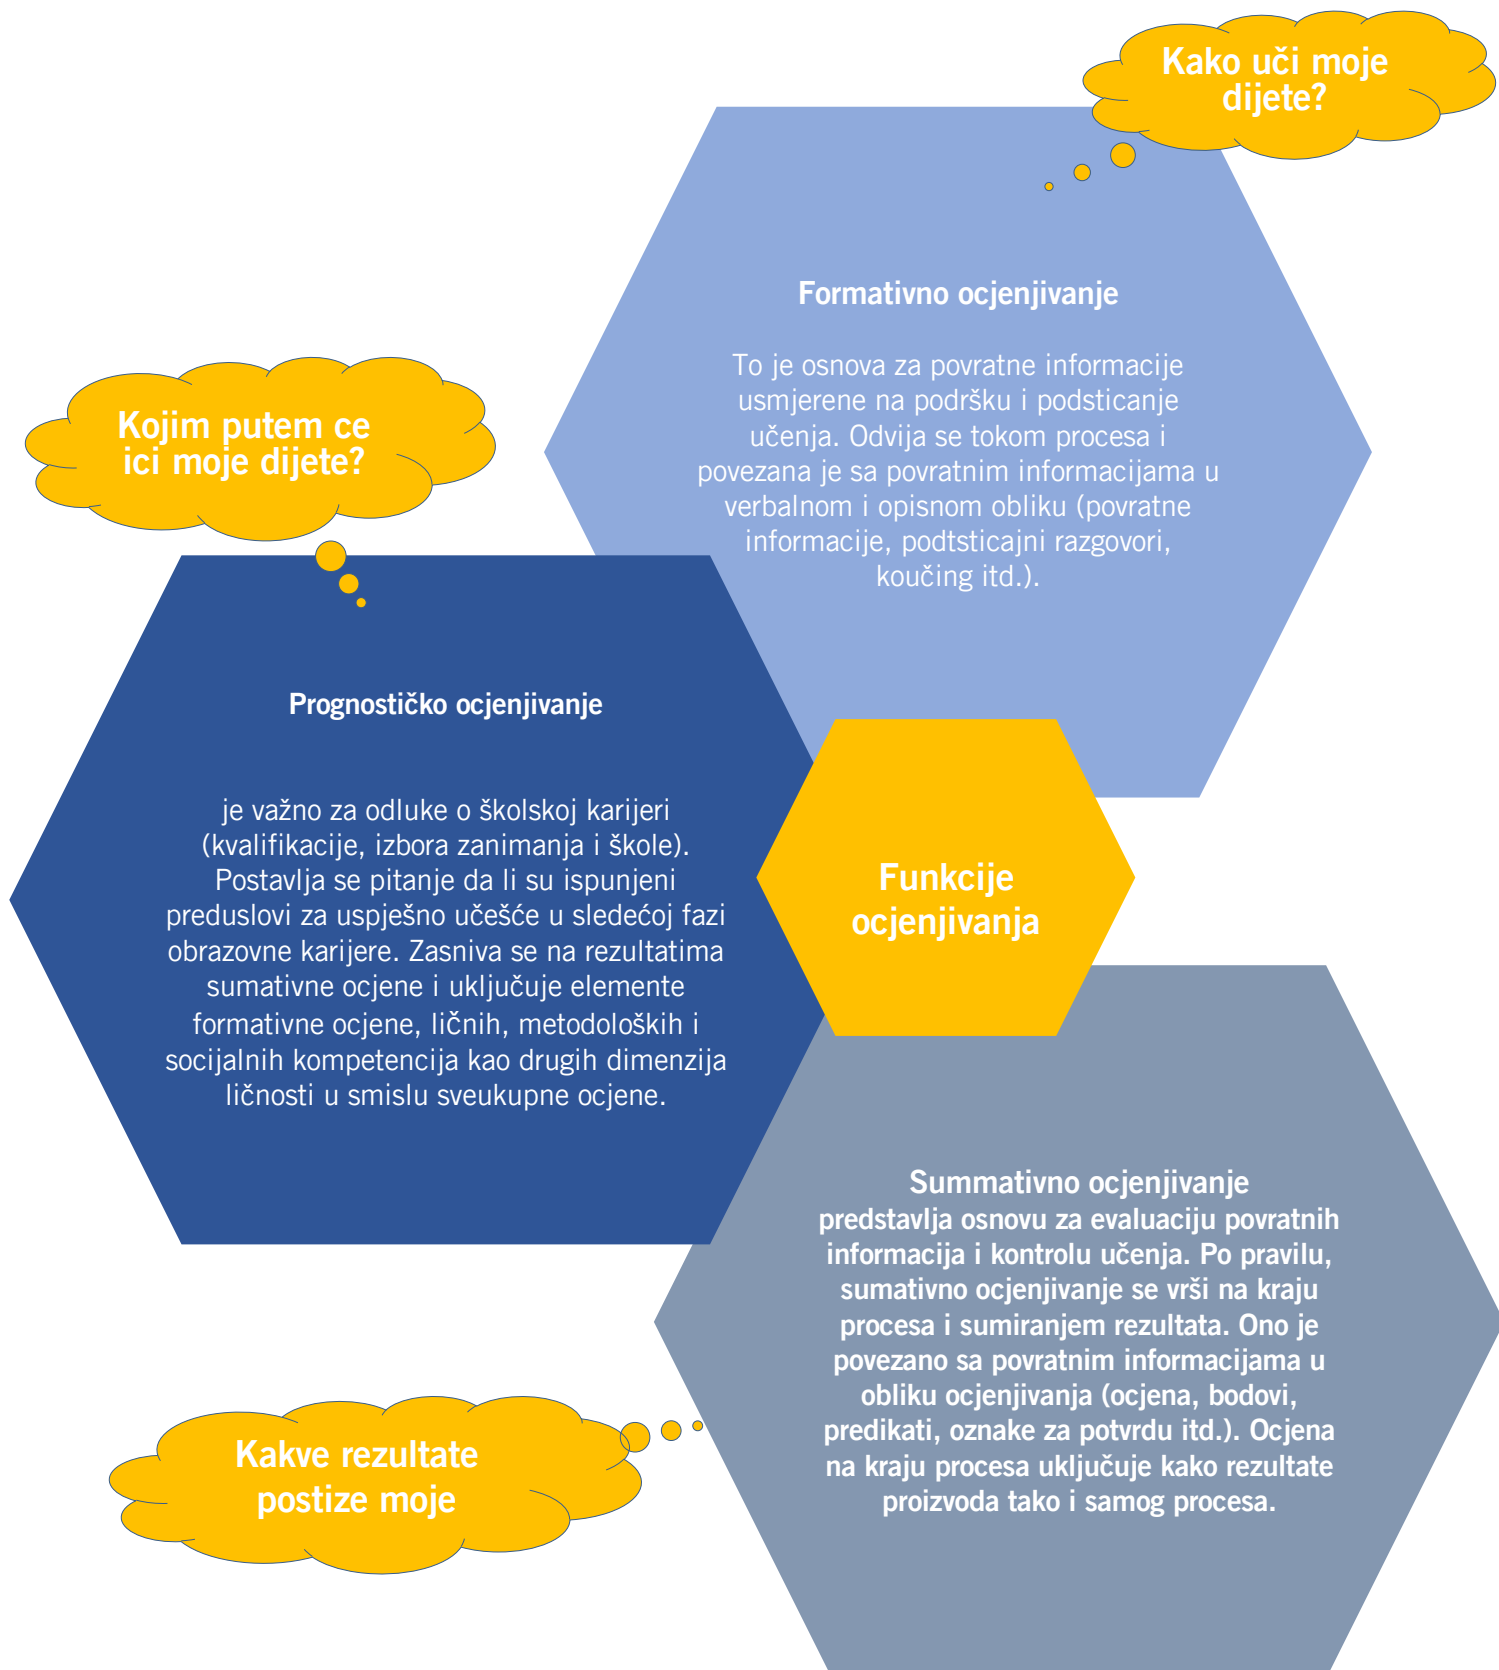 Kako uči moje
dijete?
Formativno ocjenjivanje
To je osnova za povratne informacije
usmjerene na podršku i podsticanje
učenja. Odvija se tokom procesa i
povezana je sa povratnim informacijama u
verbalnom i opisnom obliku (povratne
informacije, podtsticajni razgovori,
koučing itd.).
Kojim putem ce
ici moje dijete?
Prognostičko ocjenjivanje
je važno za odluke o školskoj karijeri
(kvalifikacije, izbora zanimanja i škole).
Postavlja se pitanje da li su ispunjeni
preduslovi za uspješno učešće u sledećoj fazi
obrazovne karijere. Zasniva se na rezultatima
sumativne ocjene i uključuje elemente
formativne ocjene, ličnih, metodoloških i
socijalnih kompetencija kao drugih dimenzija
ličnosti u smislu sveukupne ocjene.
Funkcije
ocjenjivanja
Summativno ocjenjivanje
predstavlja osnovu za evaluaciju povratnih
informacija i kontrolu učenja. Po pravilu,
sumativno ocjenjivanje se vrši na kraju
procesa i sumiranjem rezultata. Ono je
povezano sa povratnim informacijama u
obliku ocjenjivanja (ocjena, bodovi,
predikati, oznake za potvrdu itd.). Ocjena
na kraju procesa uključuje kako rezultate
proizvoda tako i samog procesa.
Kakve rezultate
postize moje